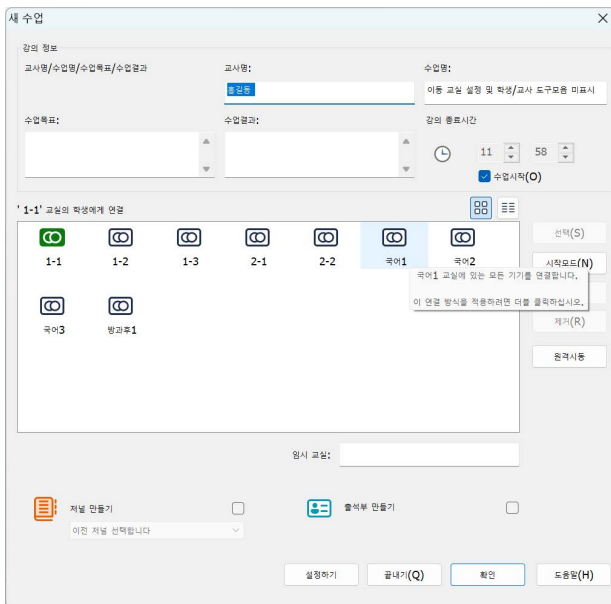 새 수업
강의 정보
교사명/수업명/수업목표/수업결과
교사명:
수업명:
홍길동
이동 교실 설정 및 학생/교사 도구모음 미표시
수업목표:
수업결과:
강의 종료시간
11
58
수업시작(O)
' 1-1' 교실의 학생에게 연결
선택(S)
1-1
1-2
1-3
2-1
2-2
국어1
국어2
시작모드(N)
국어1 교실에 있는 모든 기기를 연결합니다.
이 연결 방식을 적용하려면 더블 클릭하십시오.
제거(R)
국어3
방과후1
원격시동
임시 교실:
저널 만들기
출석부 만들기
이전 저널 선택합니다
설정하기
끝내기(Q)
확인
도움말(H)